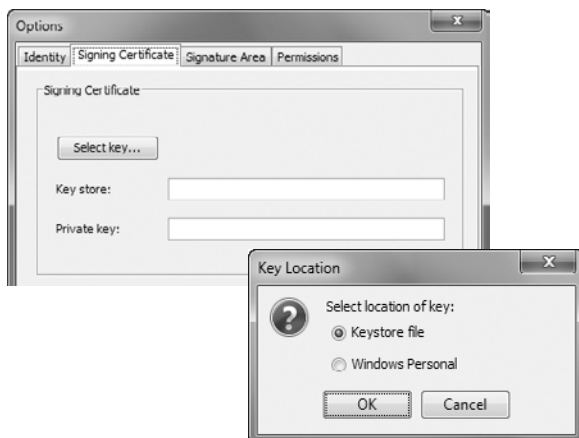 Options
Identity Signing Certificate Signature Area Permissions
Signing Certificate
Select key...
Key store:
Private key:
Key Location
Select location of key:
Keystore file
Windows Personal
OK Cancel